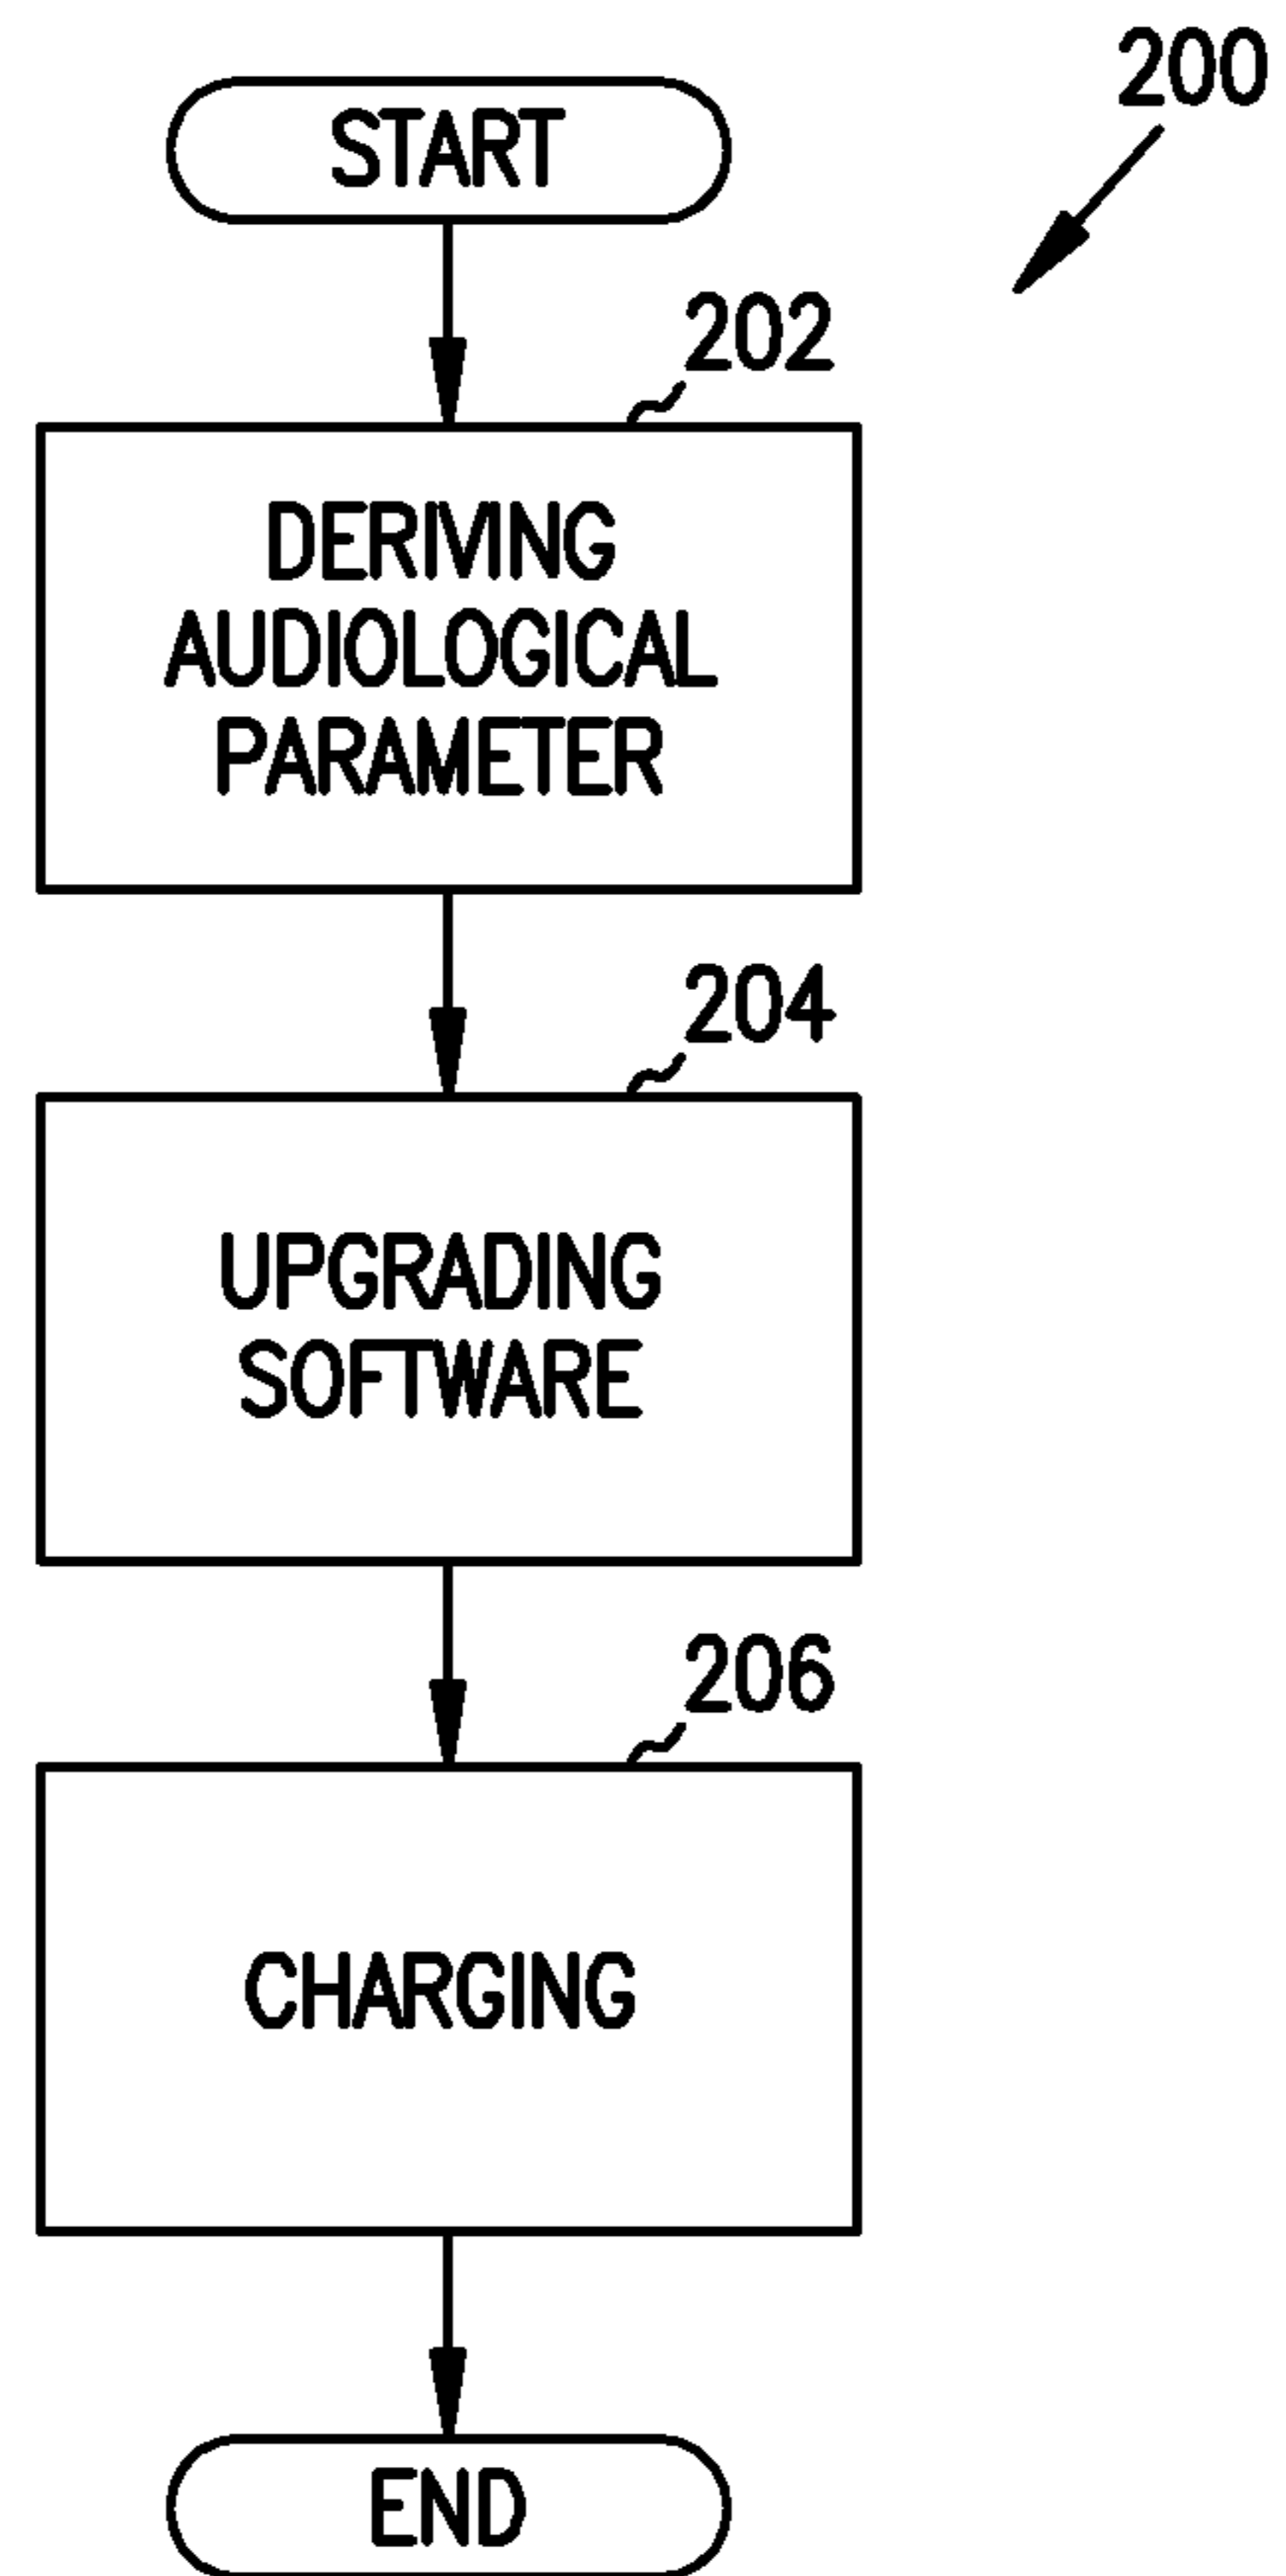 200
START
202
DERIVING
AUDIOLOGICAL
PARAMETER
204
UPGRADING
SOFTWARE
206
CHARGING
END